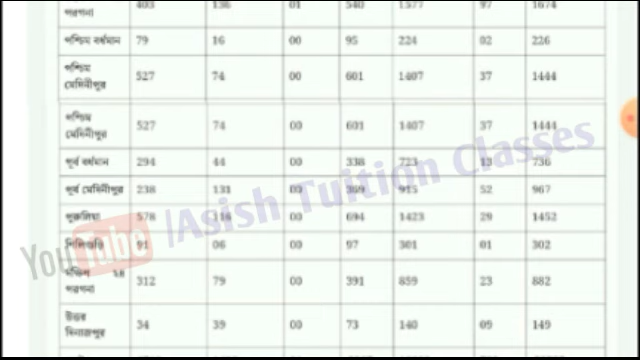 403 136 01 540 1577 97 1674
পরগনা
পশ্চিম বর্ধমান 79 16 00 95 224 02 226
পশ্চিম
মেদিনীপুর 527 74 00 601 1407 37 1444
পশ্চিম
মেদিনীপুর 527 74 00 601 1407 37 1444
পূর্ব বর্ধমান 294 44 00 338 723 13 736
পূর্ব মেদিনীপুর 238 131 00 369 915 52 967
পুরুলিয়া 578 116 00 694 1423 29 1452
শিলিগুড়ি 91 06 00 97 301 01 302
দক্ষিণ ২৪
পরগনা 312 79 00 391 859 23 882
উত্তর
দিনাজপুর 34 39 00 73 140 09 149
YouTube /Asish Tuition Classes